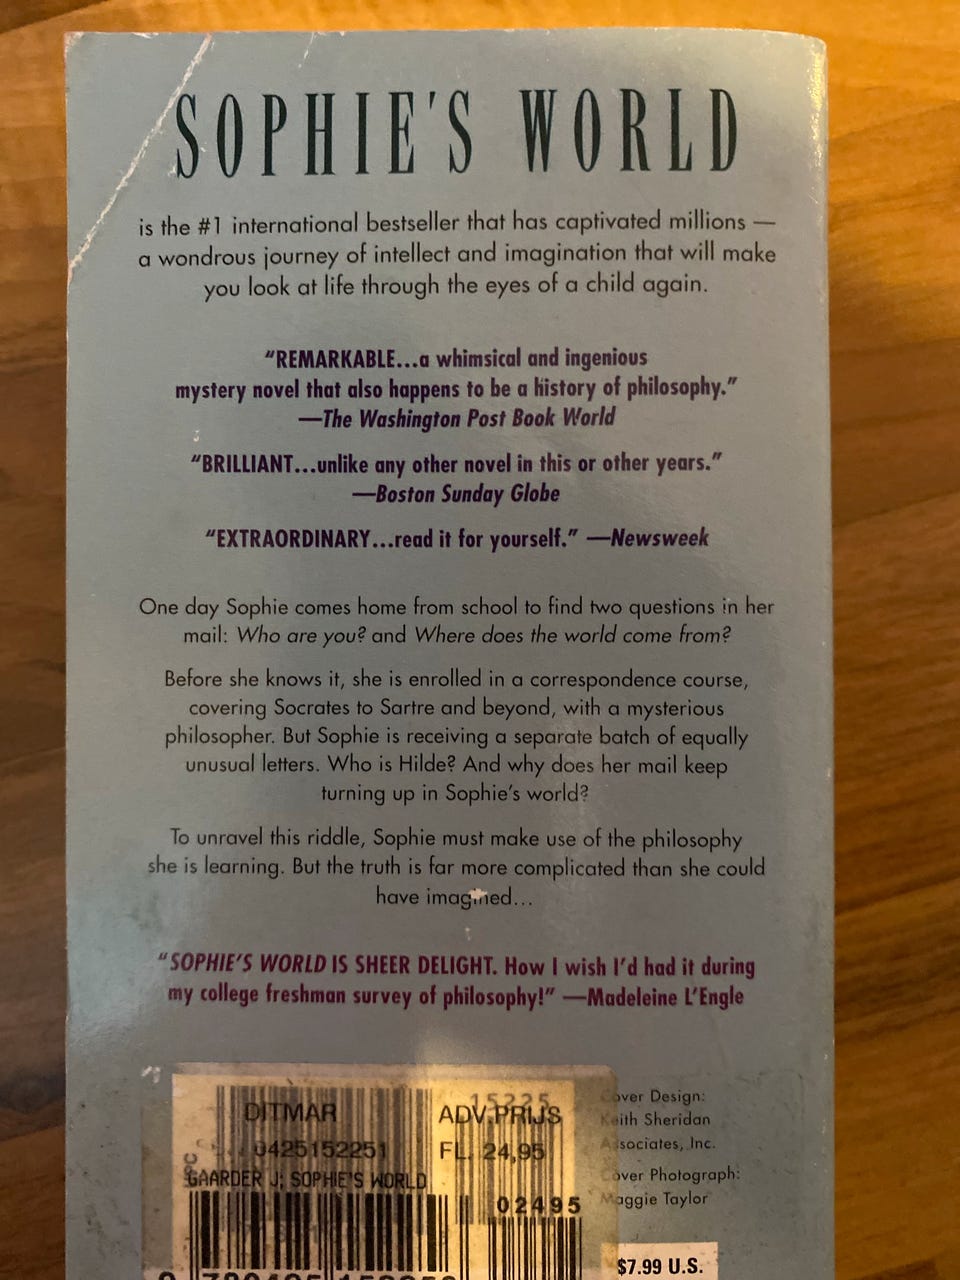 SOPHIE'S WORLD
is the #1 international bestseller that has captivated millions —
a wondrous journey of intellect and imagination that will make
you look at life through the eyes of a child again.
“REMARKABLE...a whimsical and ingenious
mystery novel that also happens to be a history of philosophy.”
—The Washington Post Book World
“BRILLIANT...unlike any other novel in this or other years.”
—Boston Sunday Globe
“EXTRAORDINARY...read it for yourself.” —Newsweek
One day Sophie comes home from school to find two questions in her
mail: Who are you? and Where does the world come from?
Before she knows it, she is enrolled in a correspondence course,
covering Socrates to Sartre and beyond, with a mysterious
philosopher. But Sophie is receiving a separate batch of equally
unusual letters. Who is Hilde? And why does her mail keep
turning up in Sophie's world?
To unravel this riddle, Sophie must make use of the philosophy
she is learning. But the truth is far more complicated than she could
have imagined...
“SOPHIE'S WORLD IS SHEER DELIGHT. How I wish I'd had it during
my college freshman survey of philosophy!” —Madeleine L'Engle
15225
DITMAR ADV.PRIJS
0425152251 FL. 24,95
GAARDER J; SOPHIE'S WORLD
02495
Cover Design:
Keith Sheridan
Associates, Inc.
Cover Photograph:
Maggie Taylor
$7.99 U.S.